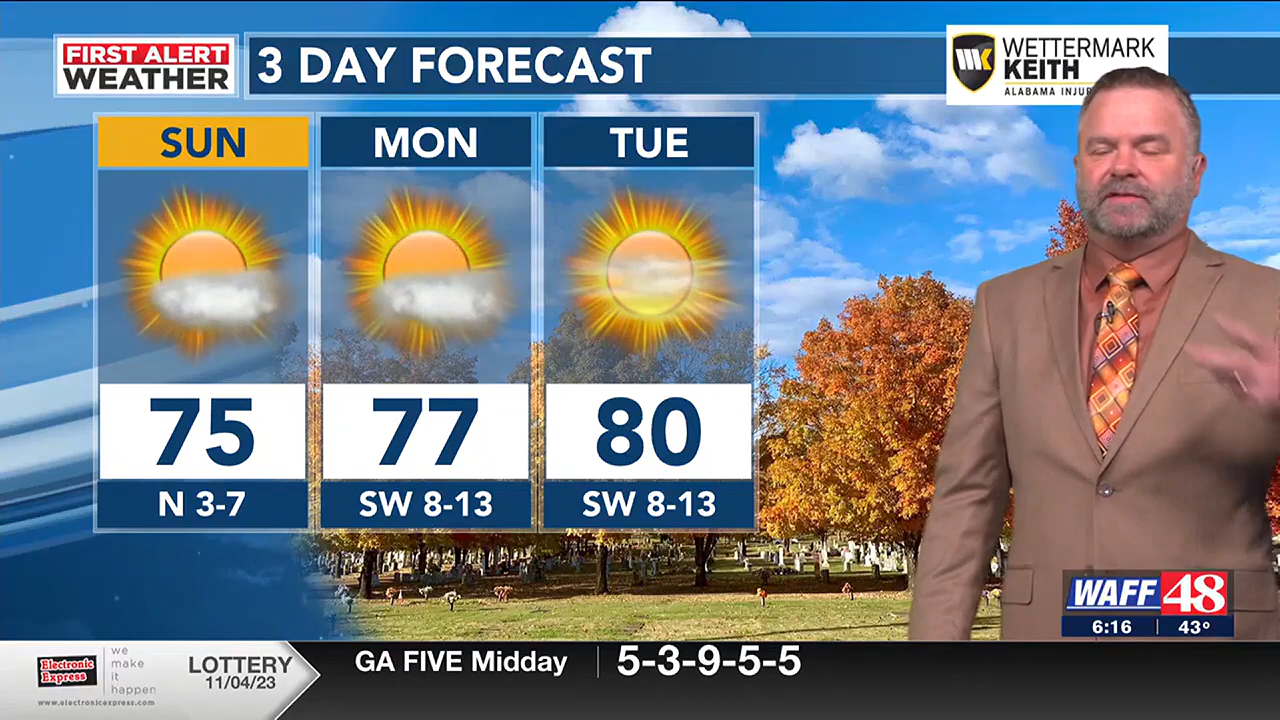 FIRST ALERT
WEATHER
3 DAY FORECAST
WETTERMARK
KEITH
ALABAMA
SUN
MON
TUE
75
77
80
N 3-7
SW 8-13
SW 8-13
WAFF 48
6:16 | 43°
Electronic
Express
we
make
it
happen
www.electronicexpress.com
LOTTERY
11/04/23
GA FIVE Midday
5-3-9-5-5